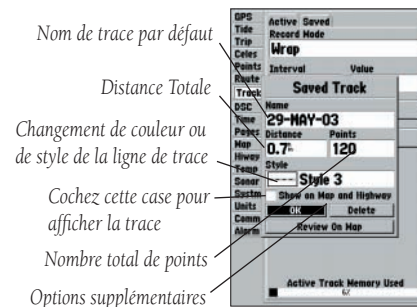 Nom de trace par défaut
Distance Totale
Changement de couleur ou
de style de la ligne de trace
Cochez cette case pour
afficher la trace
Nombre total de points
Options supplémentaires
GPS
Tide
Trip
Celes
Points
Route
Track
DSC
Time
Pages
Map
Hiway
Temp
Sonar
Systm
Units
Comm
Alarm
Active Saved
Record Mode
Wrap
Interval Value
Saved Track
Name
29-MAY-03
Distance Points
0.7 120
Style
Style 3
Show on Map and Highway
OK Delete
Review On Map
Active Track Memory Used
6%